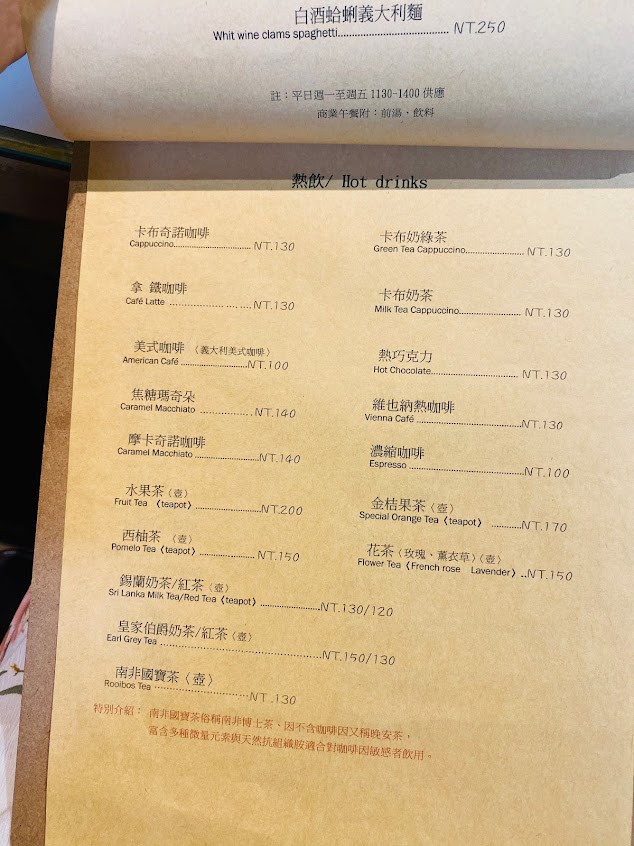 白酒蛤蜊義大利麵
Whit wine clams spaghetti...................................... NT.250
註：平日週一至週五 1130-1400 供應
商業午餐附：前湯、飲料
熱飲/ Hot drinks
卡布奇諾咖啡
Cappuccino............................ NT.130
拿 鐵咖啡
Café Latte ............................NT.130
美式咖啡 （義大利美式咖啡）
American Café ........................NT.100
焦糖瑪奇朵
Caramel Macchiato ...................NT.140
摩卡奇諾咖啡
Caramel Macchiato .......................NT.140
水果茶（壺）
Fruit Tea 〈teapot〉 ........................NT.200
西柚茶 （壺）
Pomelo Tea〈teapot〉..................... NT.150
錫蘭奶茶/紅茶（壺）
Sri Lanka Milk Tea/Red Tea〈teapot〉.....................NT.130/120
皇家伯爵奶茶/紅茶（壺）
Earl Grey Tea ......................................................NT.150/130
南非國寶茶〈壺〉
Rooibos Tea ................................NT.130
卡布奶綠茶
Green Tea Cappuccino.....................NT.130
卡布奶茶
Milk Tea Cappuccino...................... NT.130
熱巧克力
Hot Chocolate............................... NT.130
維也納熱咖啡
Vienna Café ......................................NT.130
濃縮咖啡
Espresso ..........................................NT.100
金桔果茶（壺）
Special Orange Tea〈teapot〉 ...........NT.170
花茶（玫瑰、薰衣草）（壺）
Flower Tea〈French rose Lavender〉..NT.150
特別介紹： 南非國寶茶俗稱南非博士茶、因不含咖啡因又稱晚安茶，
富含多種微量元素與天然抗組織胺適合對咖啡因敏感者飲用。